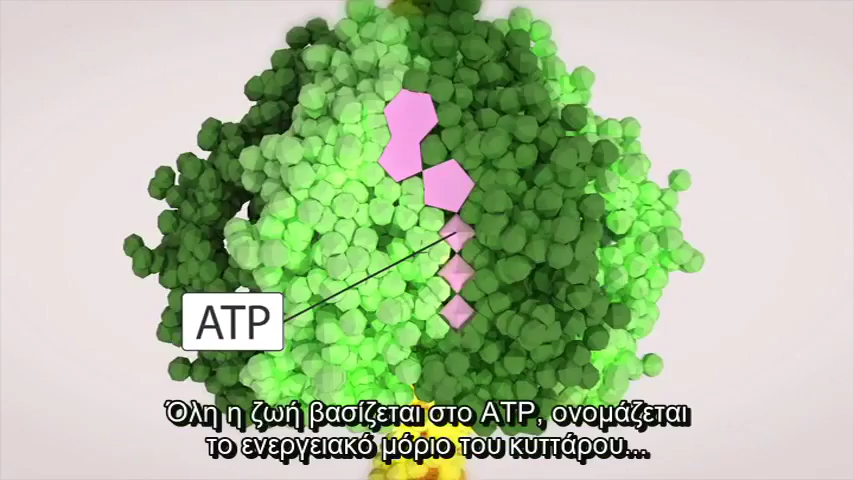 ATP
Όλη η ζωή βασίζεται στο ATP, ονομάζεται
το ενεργειακό μόριο του κυττάρου...